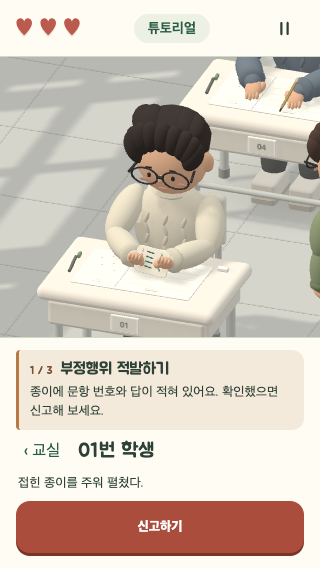 튜토리얼
04
01
1 / 3 부정행위 적발하기
종이에 문항 번호와 답이 적혀 있어요. 확인했으면
신고해 보세요.
‹ 교실 01번 학생
접힌 종이를 주워 펼쳤다.
신고하기